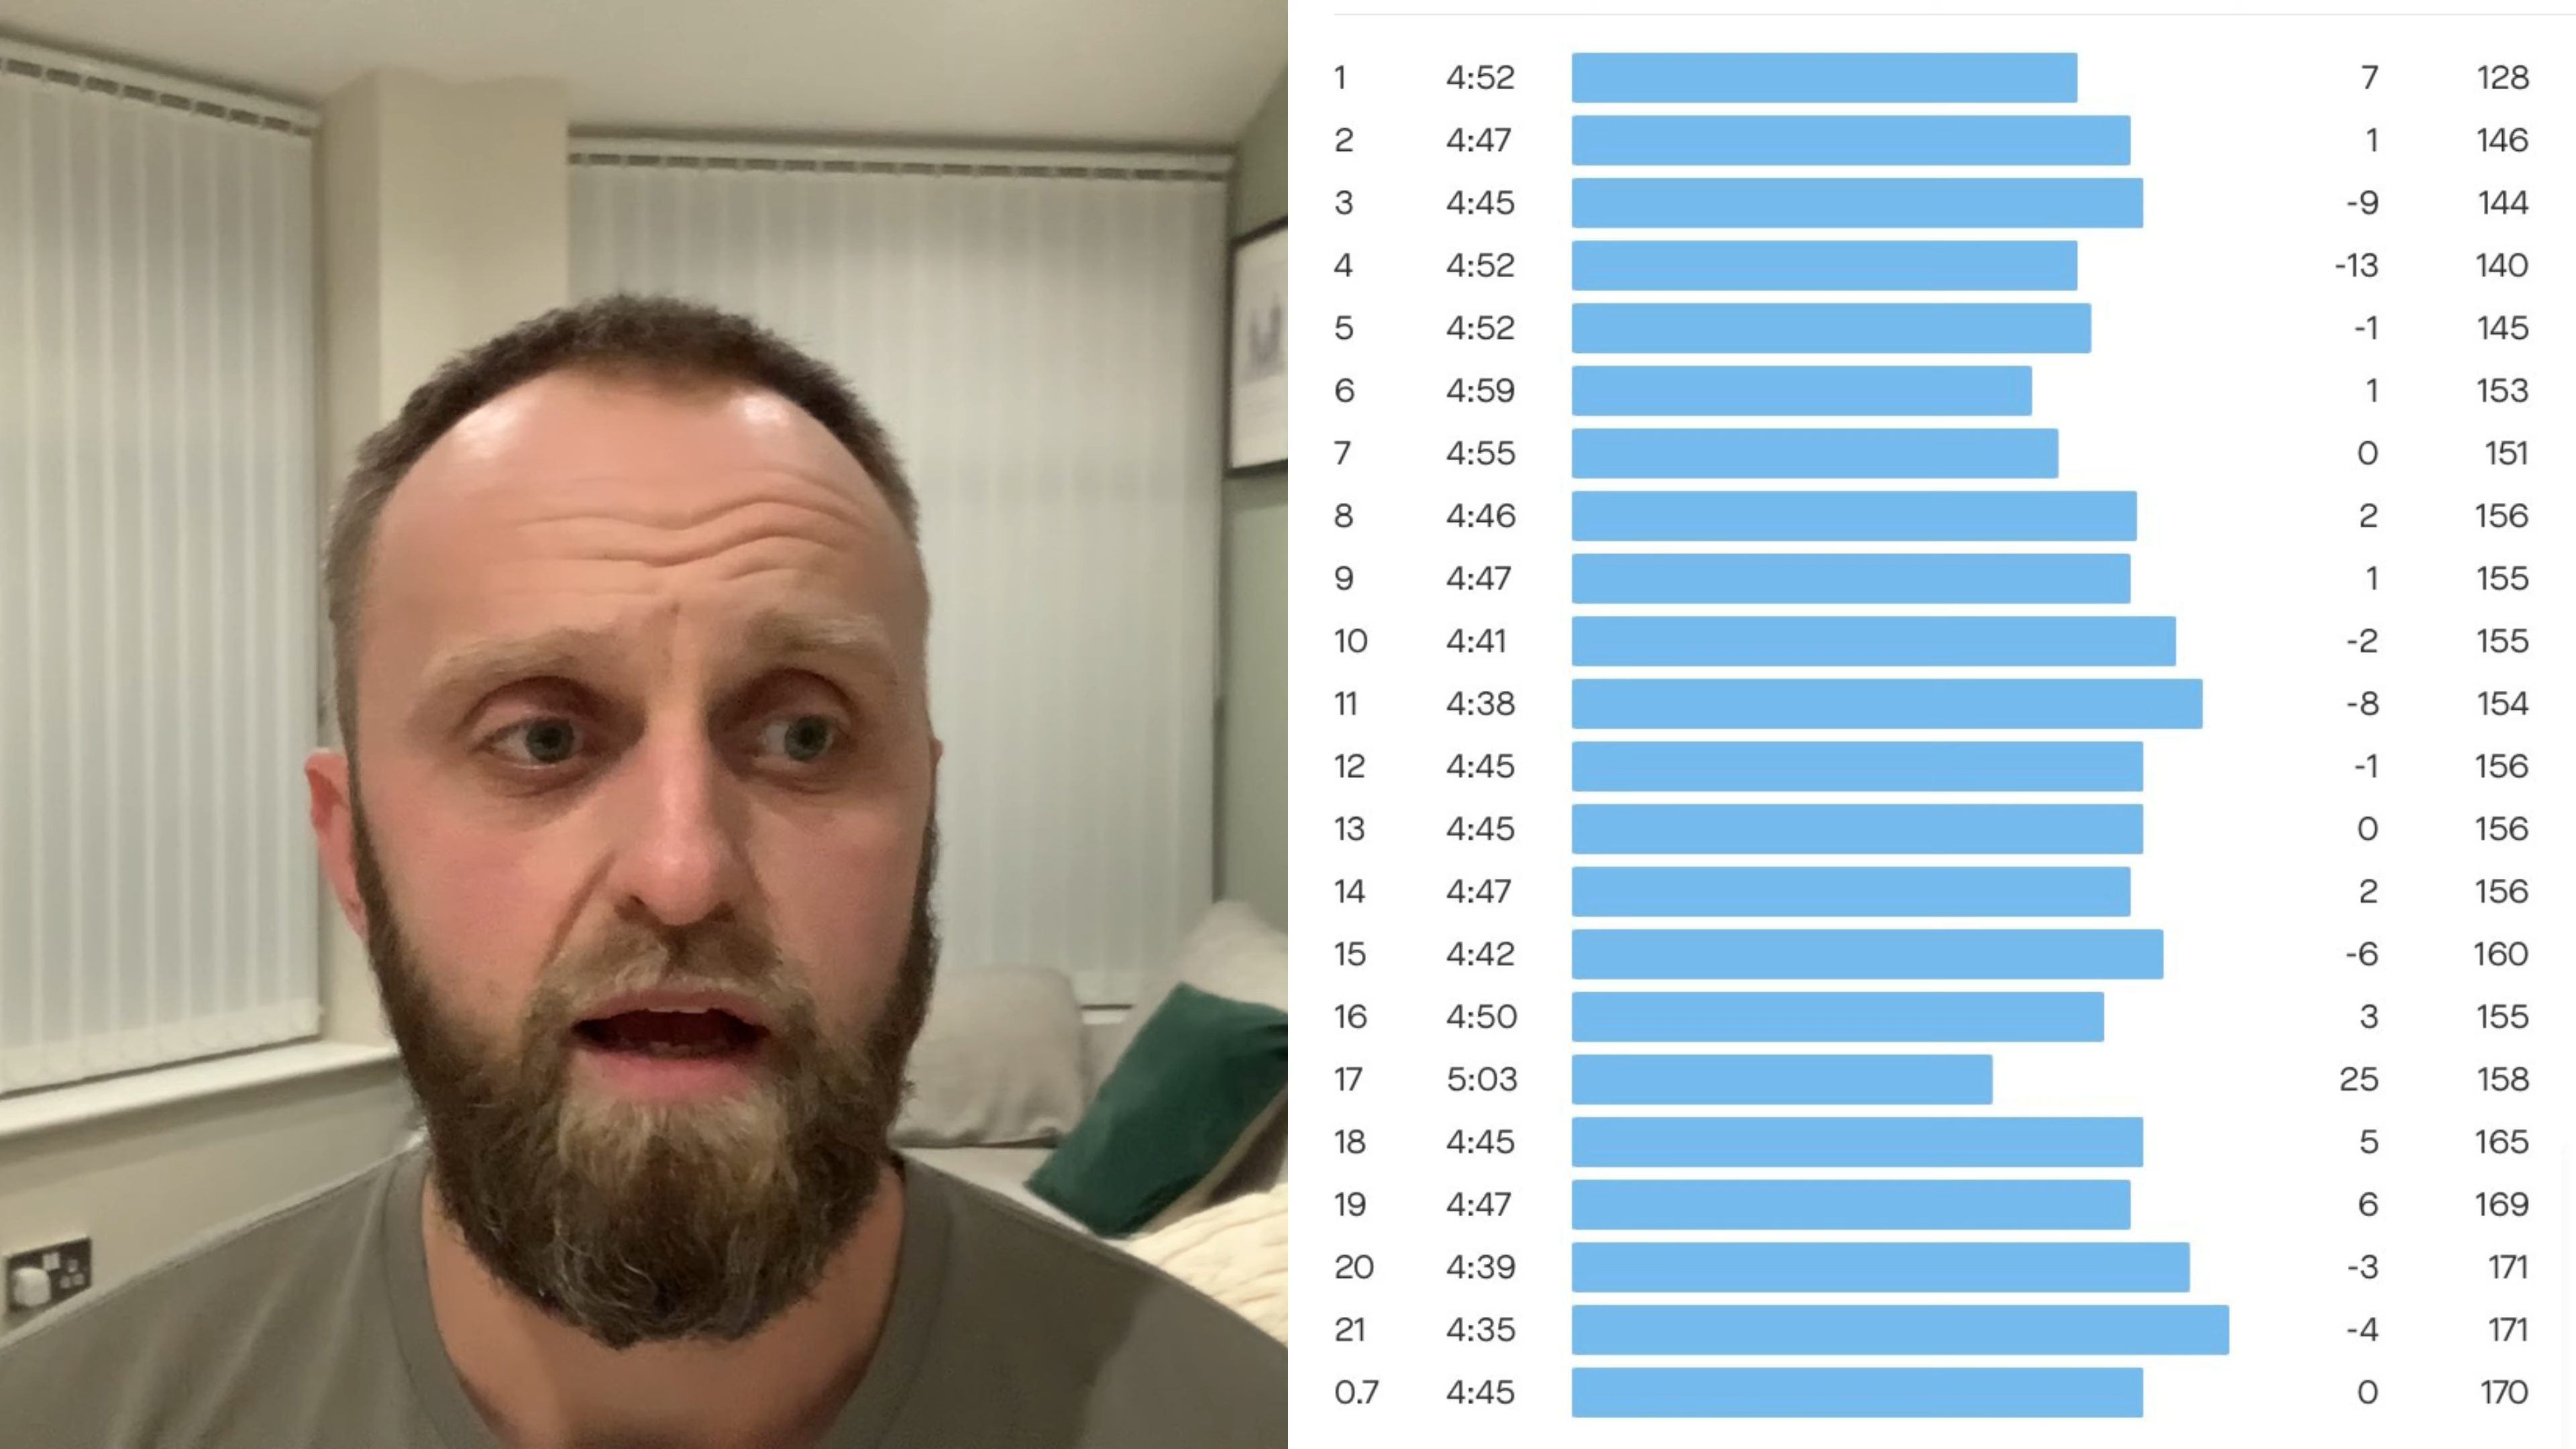 1 4:52 7 128
2 4:47 1 146
3 4:45 -9 144
4 4:52 -13 140
5 4:52 -1 145
6 4:59 1 153
7 4:55 0 151
8 4:46 2 156
9 4:47 1 155
10 4:41 -2 155
11 4:38 -8 154
12 4:45 -1 156
13 4:45 0 156
14 4:47 2 156
15 4:42 -6 160
16 4:50 3 155
17 5:03 25 158
18 4:45 5 165
19 4:47 6 169
20 4:39 -3 171
21 4:35 -4 171
0.7 4:45 0 170